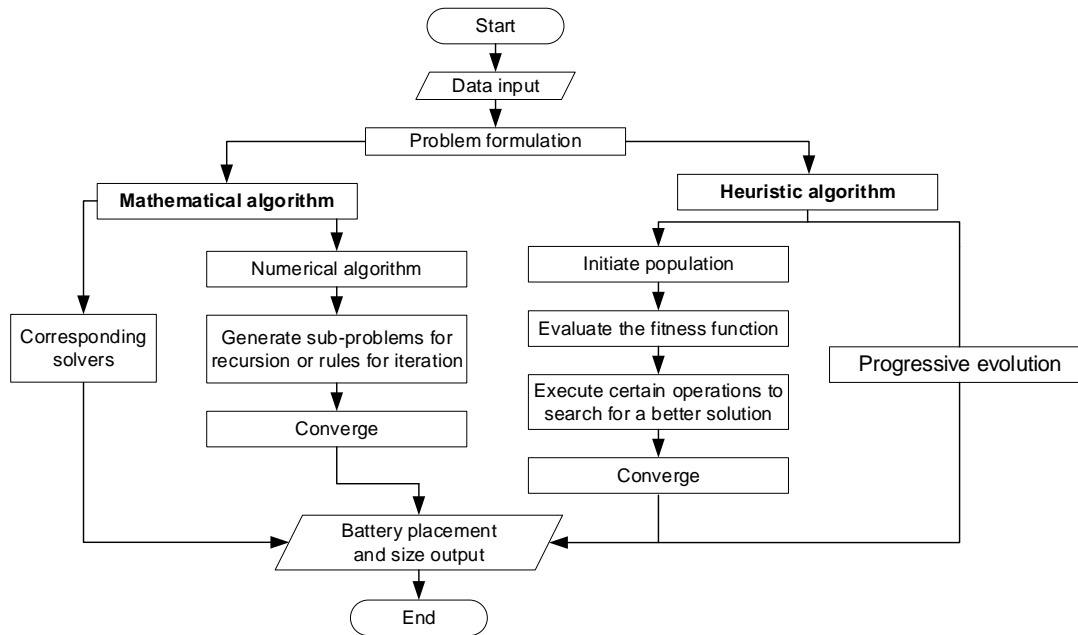 Start
Data input
Problem formulation
Mathematical algorithm
Heuristic algorithm
Numerical algorithm
Initiate population
Corresponding
solvers
Generate sub-problems for
recursion or rules for iteration
Evaluate the fitness function
Progressive evolution
Execute certain operations to
search for a better solution
Converge
Converge
Battery placement
and size output
End